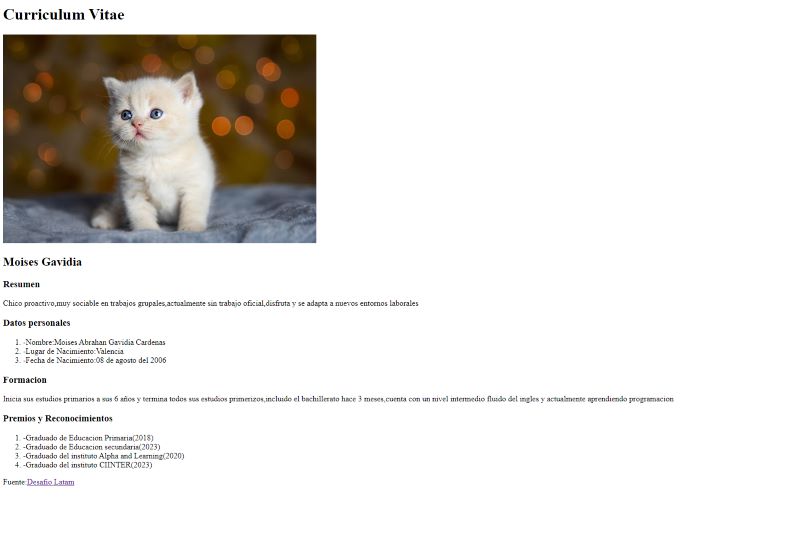 Curriculum Vitae
Moises Gavidia
Resumen
Chico proactivo,muy sociable en trabajos grupales,actualmente sin trabajo oficial,disfruta y se adapta a nuevos entornos laborales
Datos personales
1. -Nombre:Moises Abrahan Gavidia Cardenas
2. -Lugar de Nacimiento:Valencia
3. -Fecha de Nacimiento:08 de agosto del 2006
Formacion
Inicia sus estudios primarios a sus 6 años y termina todos sus estudios primerizos,incluido el bachillerato hace 3 meses,cuenta con un nivel intermedio fluido del ingles y actualmente aprendiendo programacion
Premios y Reconocimientos
1. -Graduado de Educacion Primaria(2018)
2. -Graduado de Educacion secundaria(2023)
3. -Graduado del instituto Alpha and Learning(2020)
4. -Graduado del instituto CIINTER(2023)
Fuente:Desafio Latam